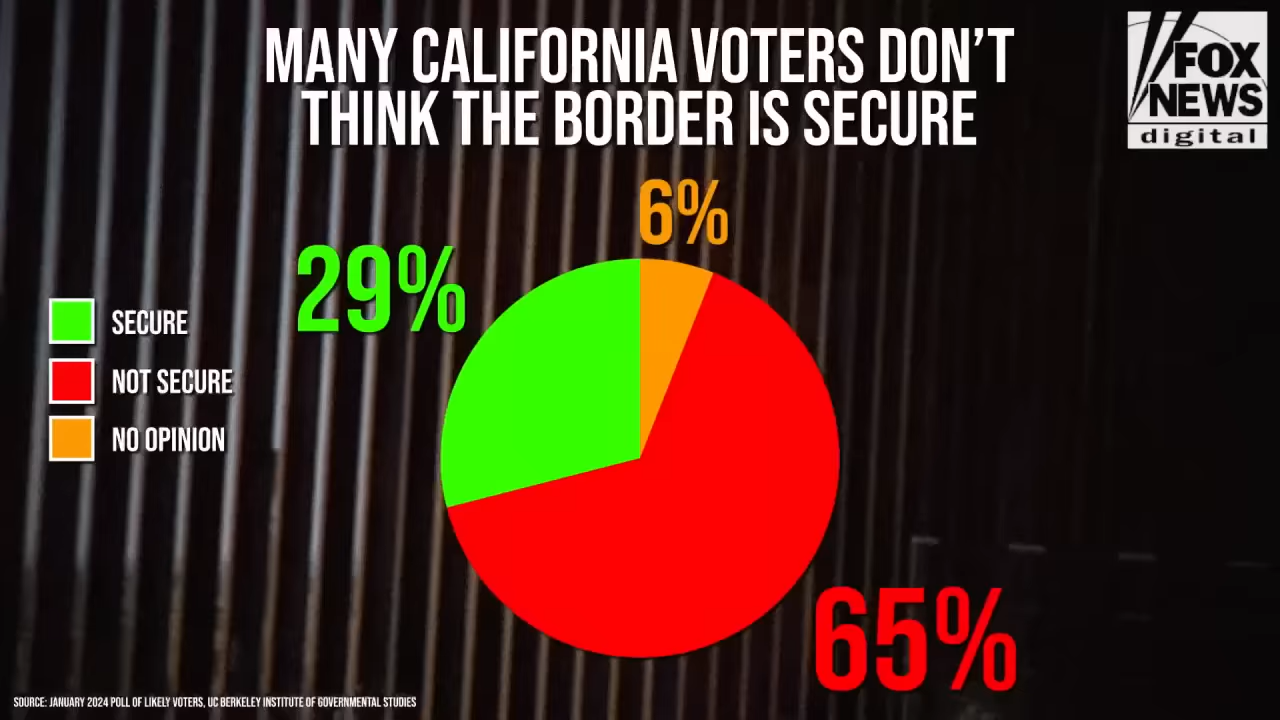 MANY CALIFORNIA VOTERS DON'T
THINK THE BORDER IS SECURE
FOX
NEWS
digital
6%
29%
SECURE
NOT SECURE
NO OPINION
65%
SOURCE: JANUARY 2024 POLL OF LIKELY VOTERS, UC BERKELEY INSTITUTE OF GOVERNMENTAL STUDIES